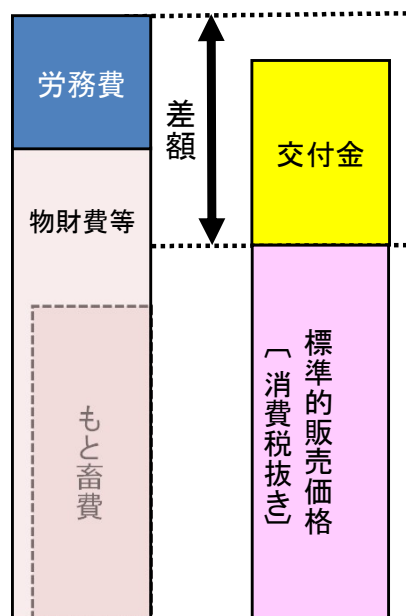 労務費
物財費等
もと畜費
差額
交付金
標準的販売価格
〔消費税抜き〕